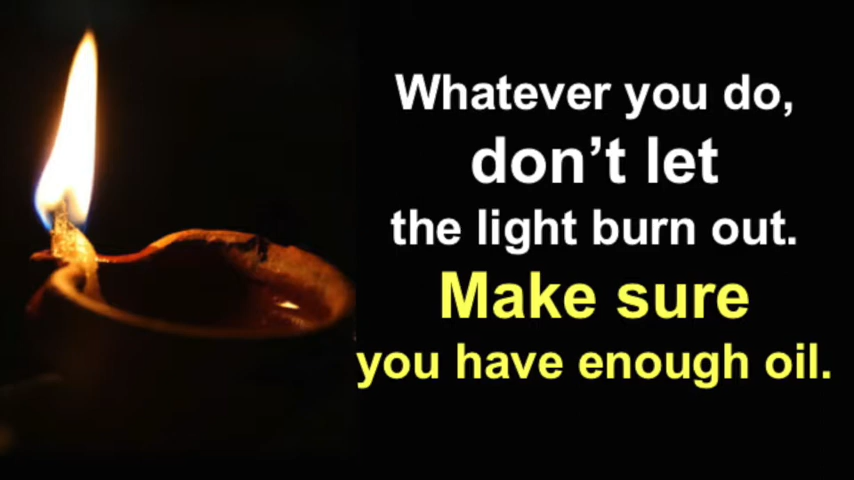 Whatever you do,
don’t let
the light burn out.
Make sure
you have enough oil.